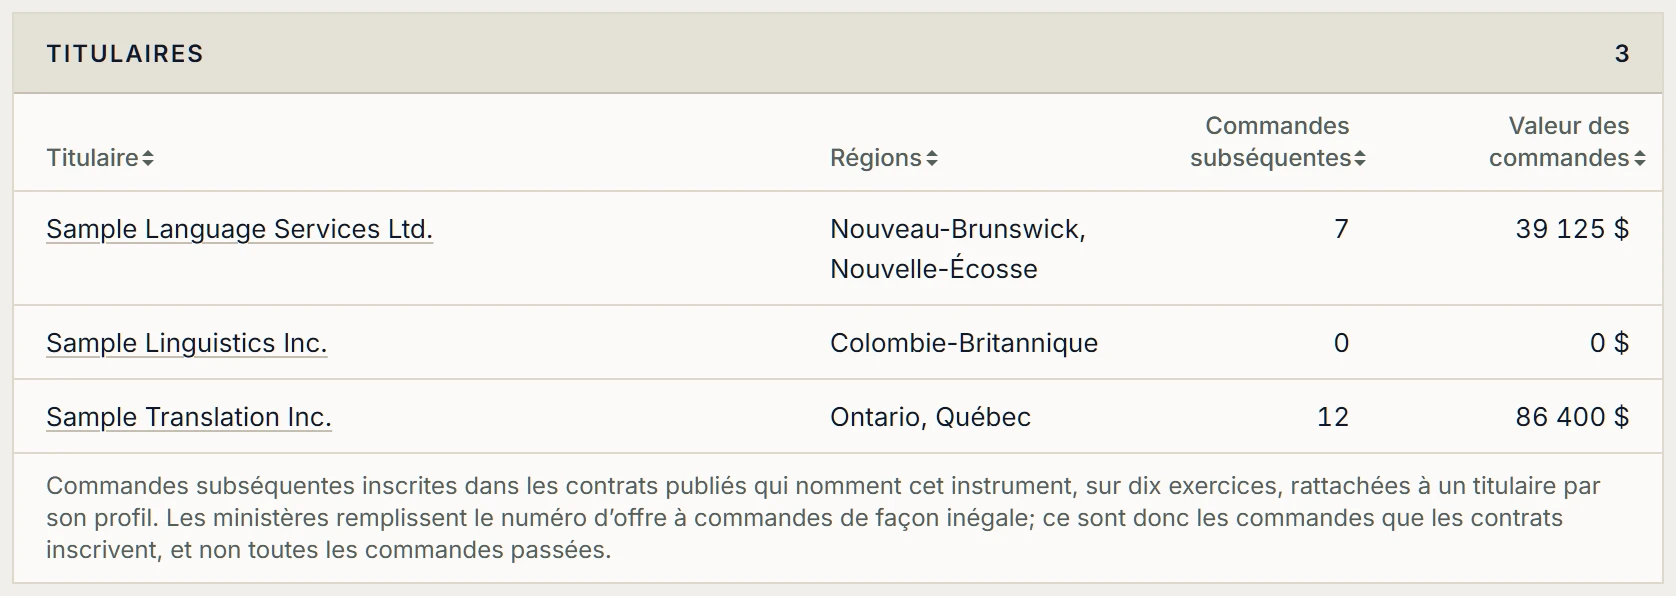 TITULAIRES 3
Titulaire Régions Commandes subséquentes Valeur des commandes
Sample Language Services Ltd. Nouveau-Brunswick, 7 39 125 $
Nouvelle-Écosse
Sample Linguistics Inc. Colombie-Britannique 0 0 $
Sample Translation Inc. Ontario, Québec 12 86 400 $
Commandes subséquentes inscrites dans les contrats publiés qui nomment cet instrument, sur dix exercices, rattachées à un titulaire par
son profil. Les ministères remplissent le numéro d’offre à commandes de façon inégale; ce sont donc les commandes que les contrats
inscrivent, et non toutes les commandes passées.